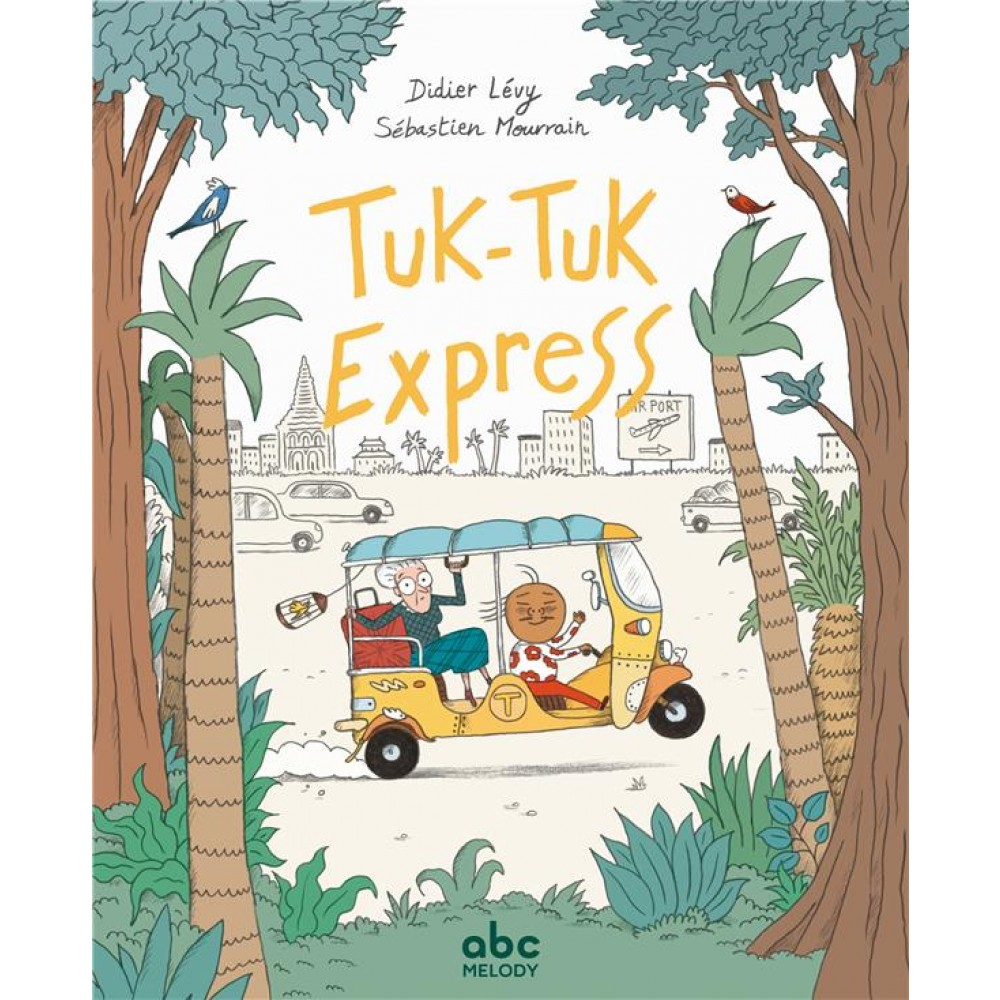 Didier Lévy
Sébastien Mourrain
Tuk-Tuk
Express
AIRPORT
T
abc
MELODY